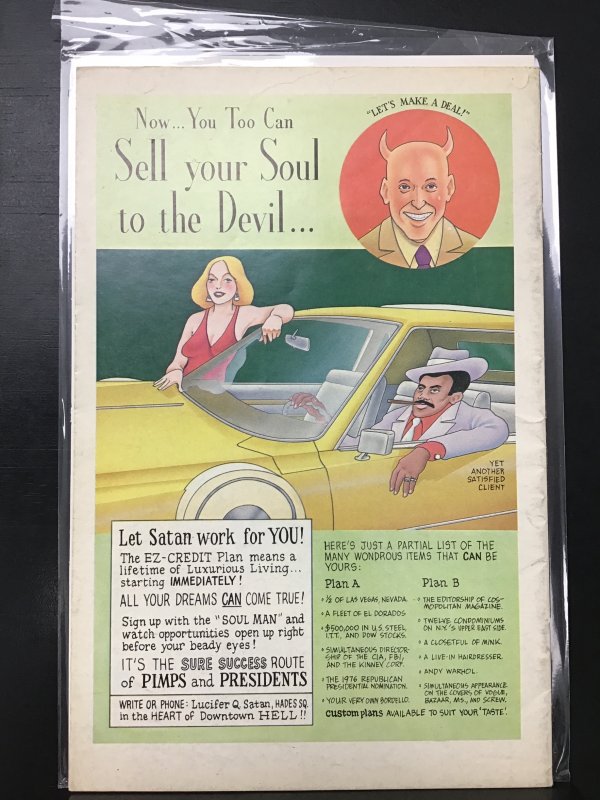 "LET'S MAKE A DEAL!"
Now... You Too Can
Sell your Soul
to the Devil...
YET
ANOTHER
SATISFIED
CLIENT
Let Satan work for YOU!
The EZ-CREDIT Plan means a
lifetime of Luxurious Living...
starting IMMEDIATELY!
ALL YOUR DREAMS CAN COME TRUE!
Sign up with the "SOUL MAN" and
watch opportunities open up right
before your beady eyes!
IT'S THE SURE SUCCESS ROUTE
of PIMPS and PRESIDENTS
WRITE OR PHONE: Lucifer Q. Satan, HADES SQ.
in the HEART of Downtown HELL!!
HERE'S JUST A PARTIAL LIST OF THE
MANY WONDROUS ITEMS THAT CAN BE
YOURS:
Plan A
• ½ OF LAS VEGAS, NEVADA.
• A FLEET OF EL DORADOS
• $500,000 IN U.S. STEEL,
I.T.T., AND DOW STOCKS.
• SIMULTANEOUS DIRECTOR-
SHIP OF THE CIA, FBI,
AND THE KINNEY CORP.
• THE 1976 REPUBLICAN
PRESIDENTIAL NOMINATION.
• YOUR VERY OWN BORDELLO.
Plan B
• THE EDITORSHIP OF COS-
MOPOLITAN MAGAZINE.
• TWELVE CONDOMINIUMS
ON N.Y.'S UPPER EAST SIDE.
• A CLOSETFUL OF MINK.
• A LIVE-IN HAIRDRESSER.
• ANDY WARHOL.
• SIMULTANEOUS APPEARANCE
ON THE COVERS OF VOGUE,
BAZAAR, MS., AND SCREW.
custom plans AVAILABLE TO SUIT YOUR 'TASTE'.